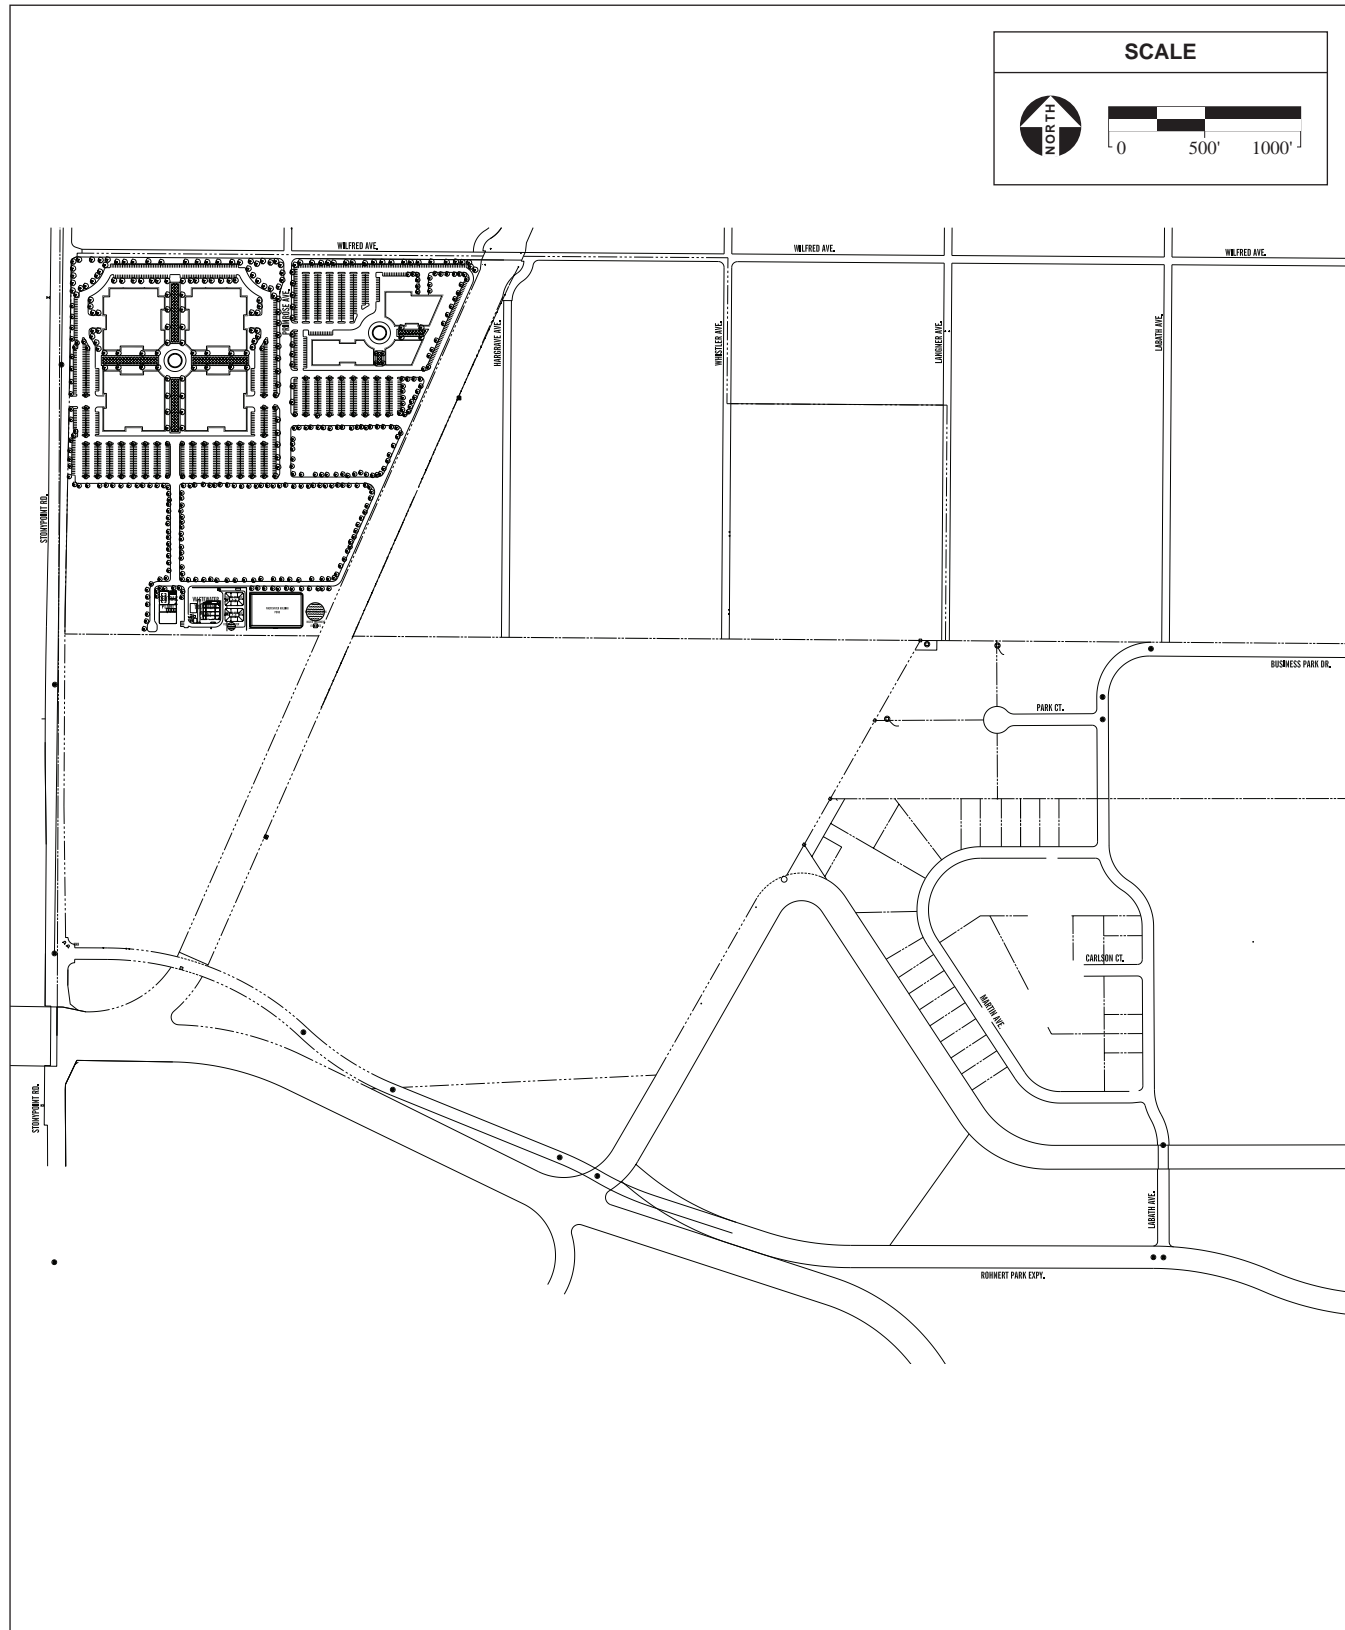 SCALE
NORTH
0 500' 1000'
WILFRED AVE.
WILFRED AVE.
WILFRED AVE.
PRIMROSE AVE.
HARGRAVE AVE.
WHISTLER AVE.
LANGNER AVE.
LABATH AVE.
STONYPOINT RD.
WASTEWATER
BUSINESS PARK DR.
PARK CT.
CARLSON CT.
MARTIN AVE.
STONYPOINT RD.
LABATH AVE.
ROHNERT PARK EXPY.